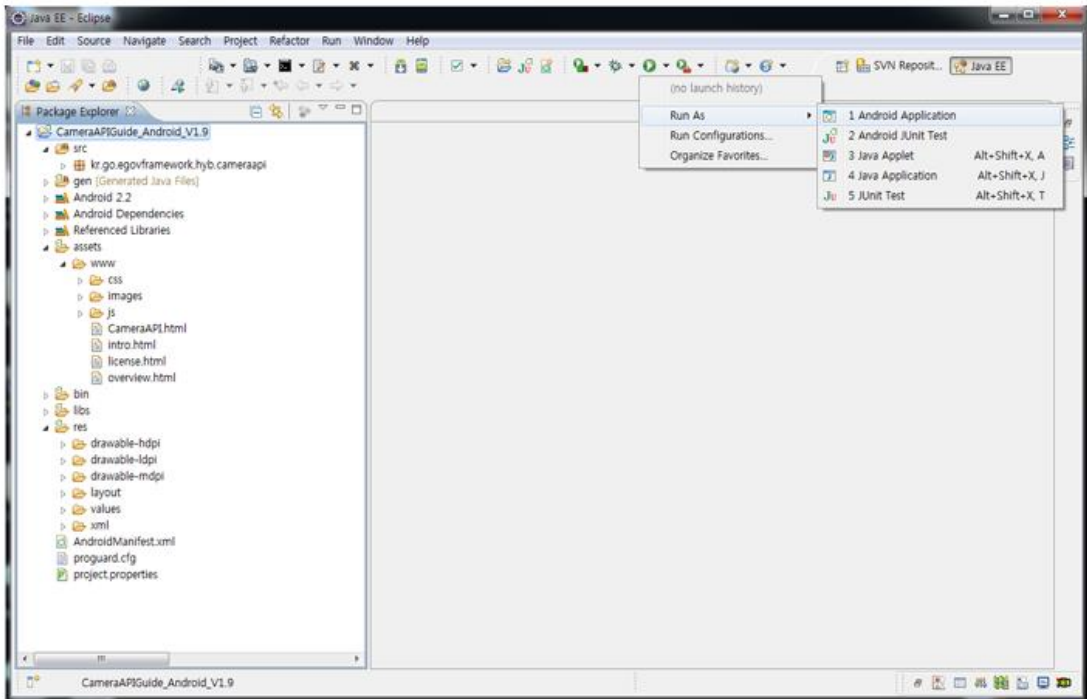 Java EE - Eclipse
File Edit Source Navigate Search Project Refactor Run Window Help
SVN Reposit... Java EE
(no launch history)
Run As
Run Configurations...
Organize Favorites...
1 Android Application
2 Android JUnit Test
3 Java Applet Alt+Shift+X, A
4 Java Application Alt+Shift+X, J
5 JUnit Test Alt+Shift+X, T
Package Explorer
CameraAPIGuide_Android_V1.9
src
kr.go.egovframework.hyb.cameraapi
gen [Generated Java Files]
Android 2.2
Android Dependencies
Referenced Libraries
assets
www
css
images
js
CameraAPI.html
intro.html
license.html
overview.html
bin
libs
res
drawable-hdpi
drawable-ldpi
drawable-mdpi
layout
values
xml
AndroidManifest.xml
proguard.cfg
project.properties
CameraAPIGuide_Android_V1.9